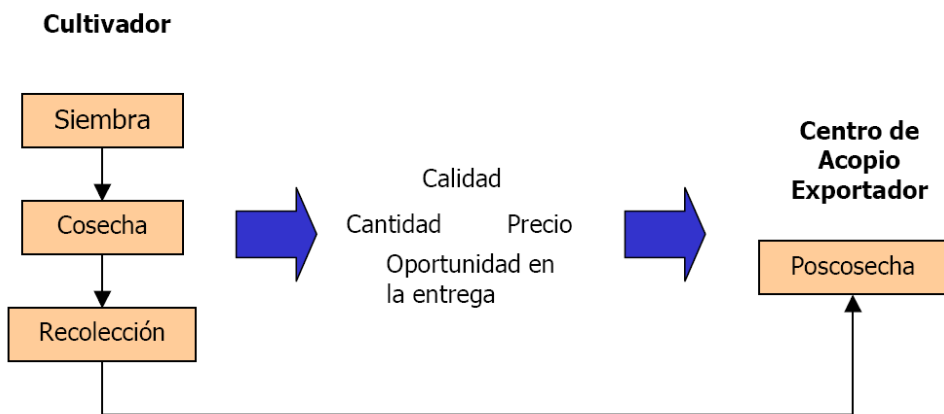 Cultivador
Siembra
Cosecha
Recolección
Calidad
Cantidad
Precio
Oportunidad en
la entrega
Centro de
Acopio
Exportador
Poscosecha